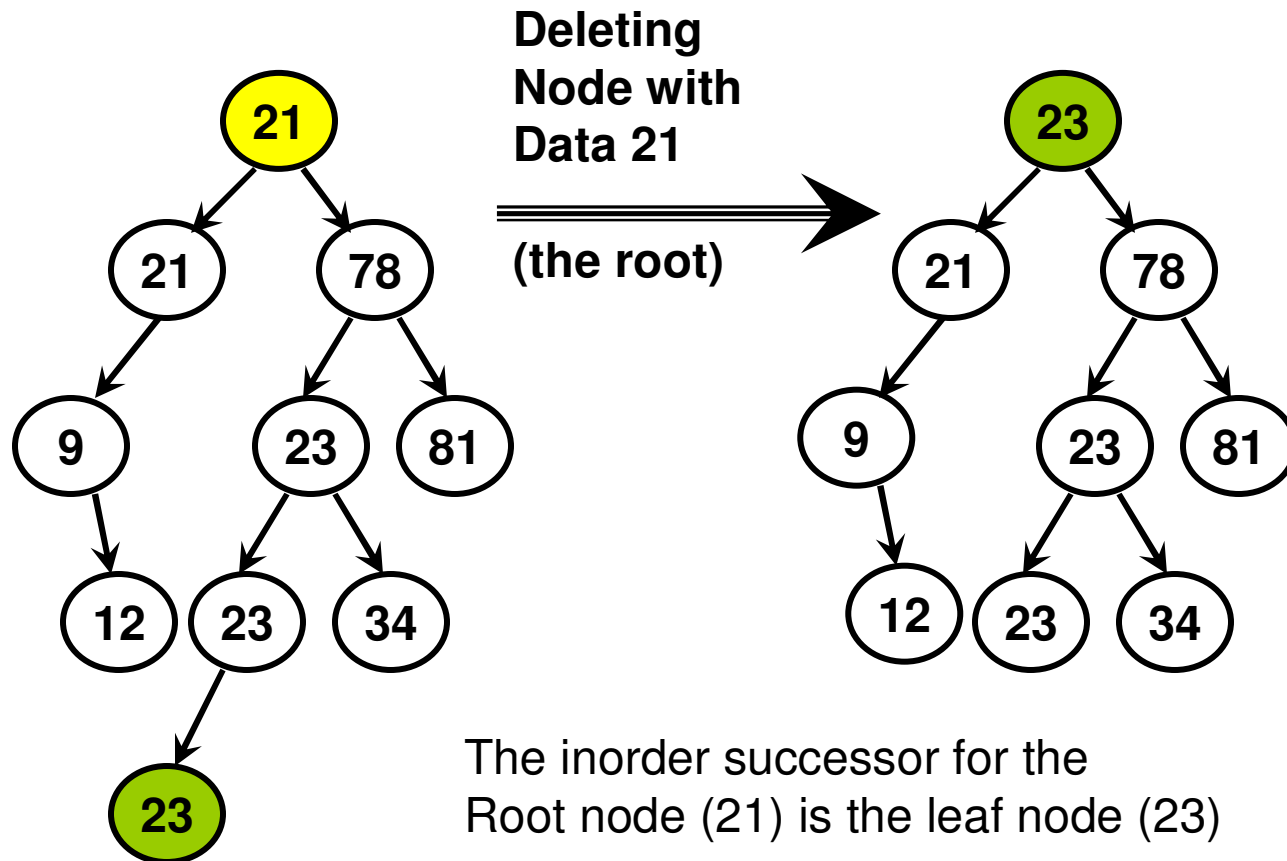 Deleting
Node with
Data 21
(the root)
21
21 78
9 23 81
12 23 34
23
23
21 78
9 23 81
12 23 34
The inorder successor for the
Root node (21) is the leaf node (23)